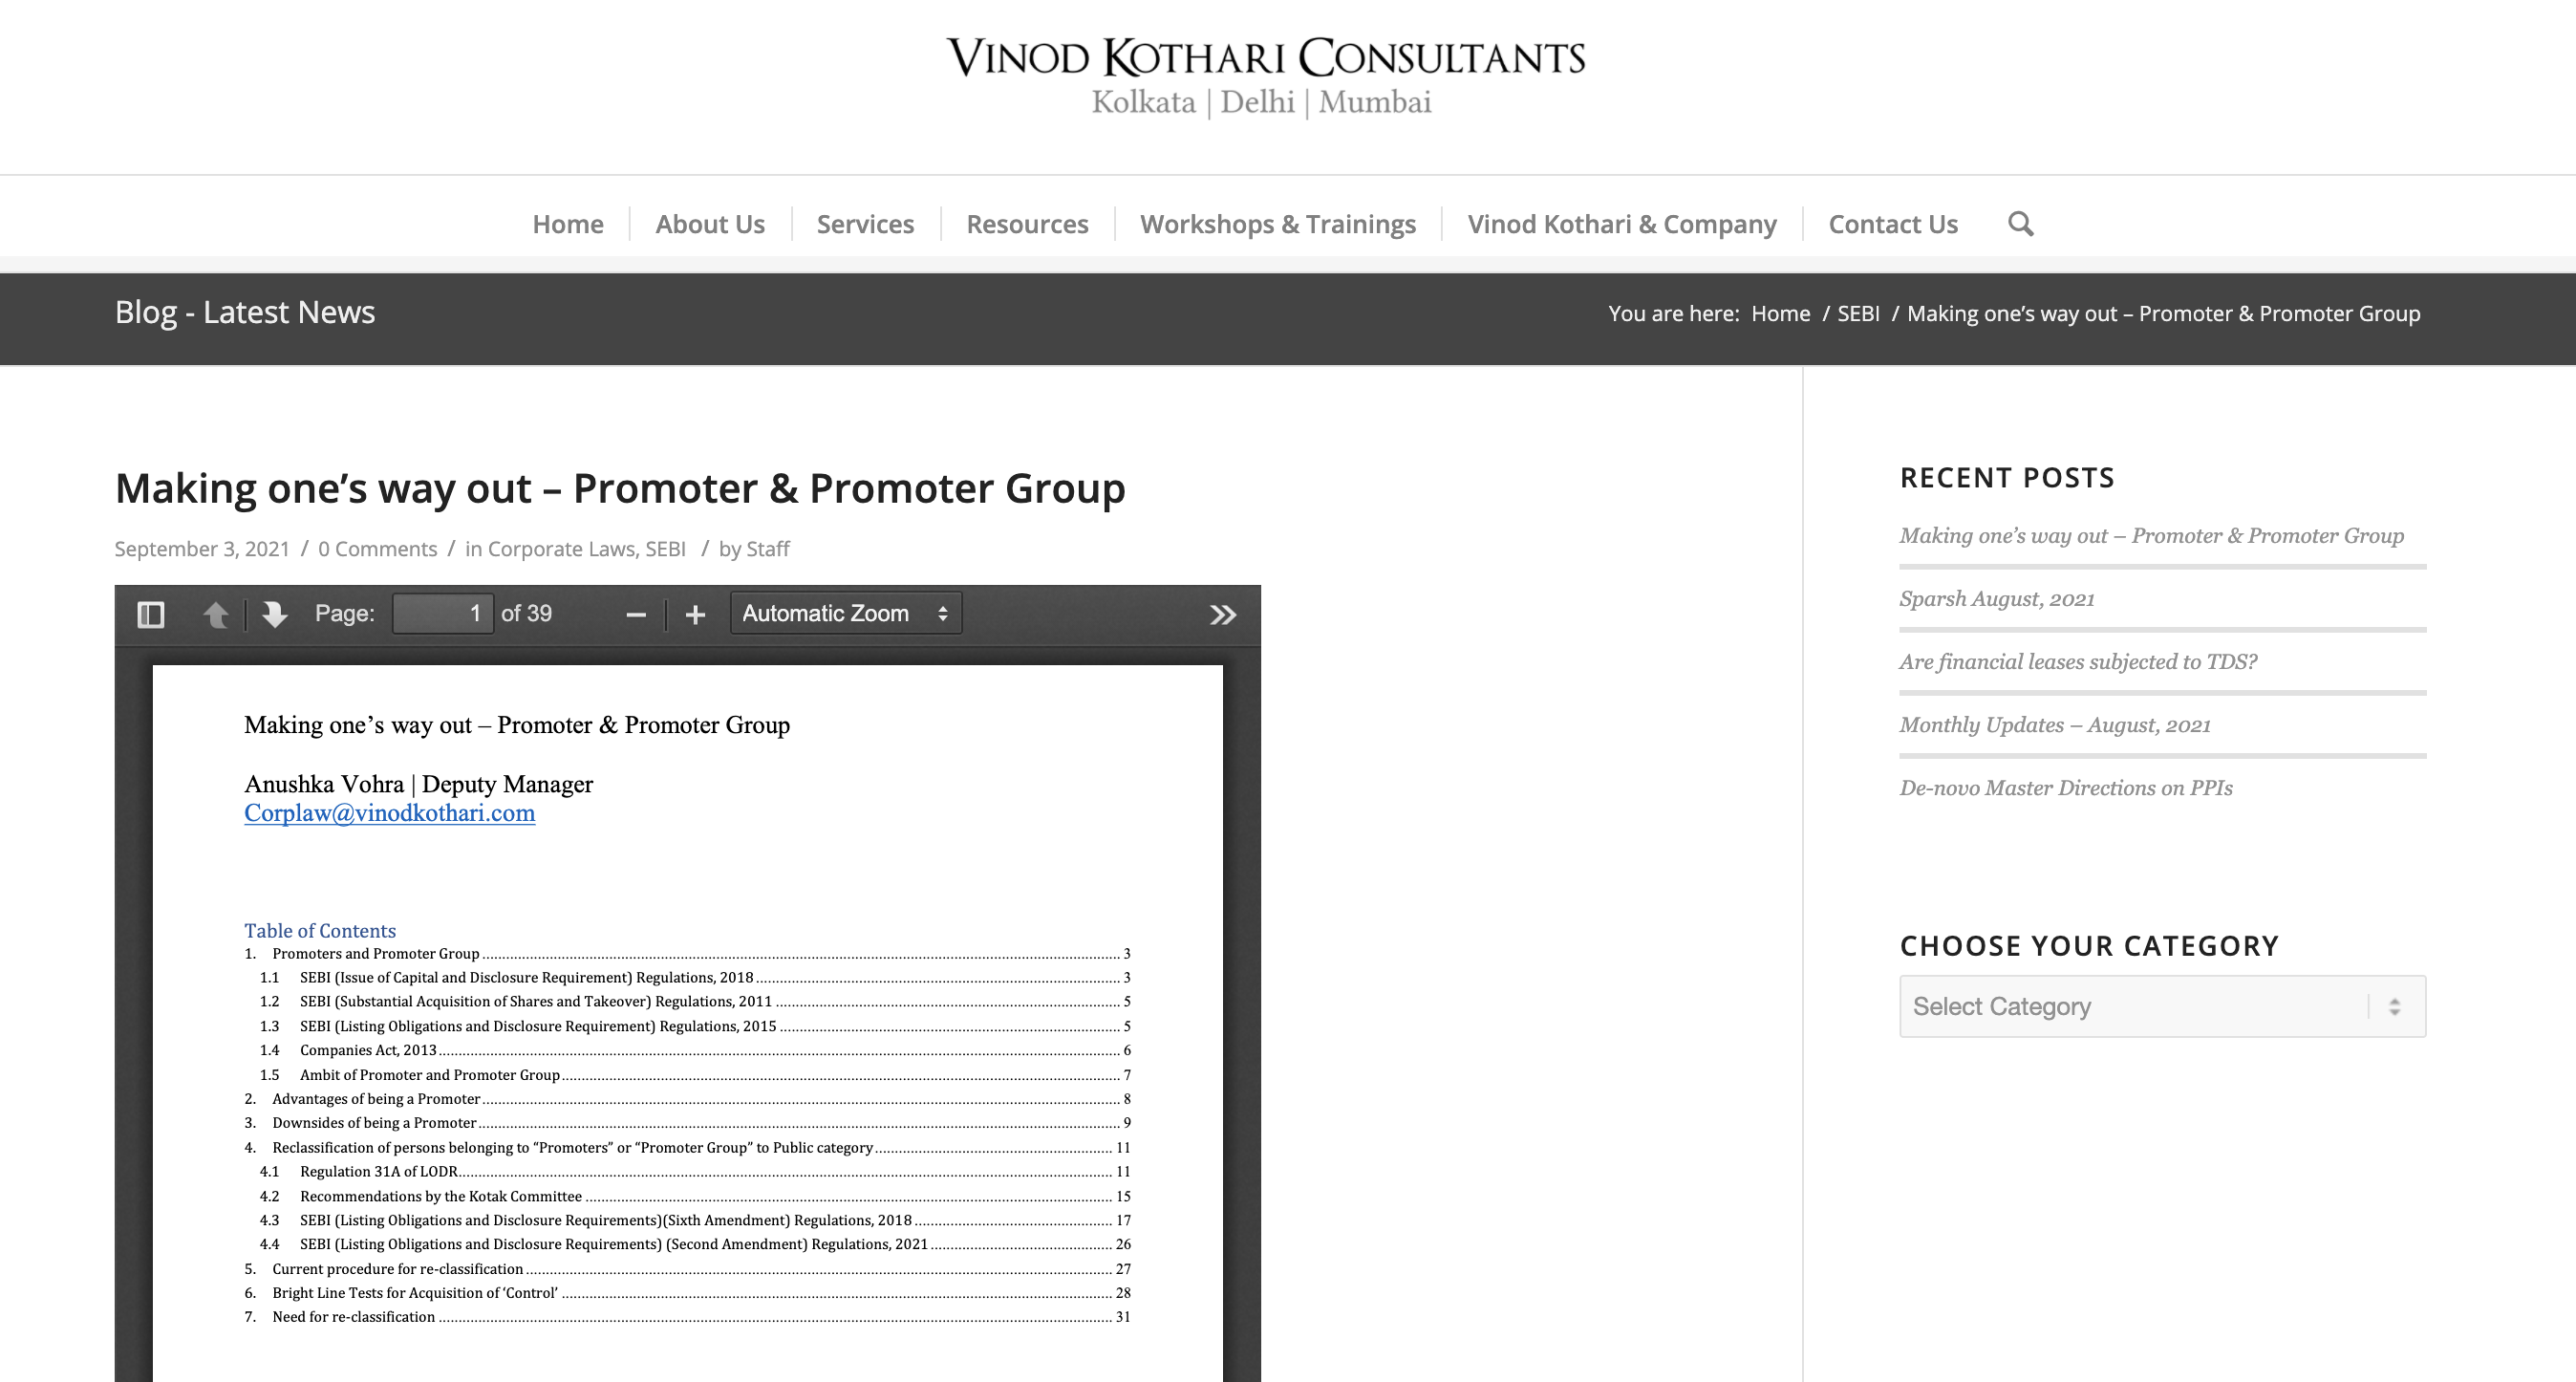 VINOD KOTHARI CONSULTANTS
Kolkata | Delhi | Mumbai
Home
About Us
Services
Resources
Workshops & Trainings
Vinod Kothari & Company
Contact Us
Blog - Latest News
You are here: Home / SEBI / Making one’s way out – Promoter & Promoter Group
Making one’s way out – Promoter & Promoter Group
September 3, 2021 / 0 Comments / in Corporate Laws, SEBI / by Staff
Page: 1 of 39
Automatic Zoom
Making one’s way out – Promoter & Promoter Group
Anushka Vohra | Deputy Manager
Corplaw@vinodkothari.com
Table of Contents
1. Promoters and Promoter Group 3
1.1 SEBI (Issue of Capital and Disclosure Requirement) Regulations, 2018 3
1.2 SEBI (Substantial Acquisition of Shares and Takeover) Regulations, 2011 5
1.3 SEBI (Listing Obligations and Disclosure Requirement) Regulations, 2015 5
1.4 Companies Act, 2013 6
1.5 Ambit of Promoter and Promoter Group 7
2. Advantages of being a Promoter 8
3. Downsides of being a Promoter 9
4. Reclassification of persons belonging to “Promoters” or “Promoter Group” to Public category 11
4.1 Regulation 31A of LODR 11
4.2 Recommendations by the Kotak Committee 15
4.3 SEBI (Listing Obligations and Disclosure Requirements)(Sixth Amendment) Regulations, 2018 17
4.4 SEBI (Listing Obligations and Disclosure Requirements) (Second Amendment) Regulations, 2021 26
5. Current procedure for re-classification 27
6. Bright Line Tests for Acquisition of ‘Control’ 28
7. Need for re-classification 31
RECENT POSTS
Making one’s way out – Promoter & Promoter Group
Sparsh August, 2021
Are financial leases subjected to TDS?
Monthly Updates – August, 2021
De-novo Master Directions on PPIs
CHOOSE YOUR CATEGORY
Select Category